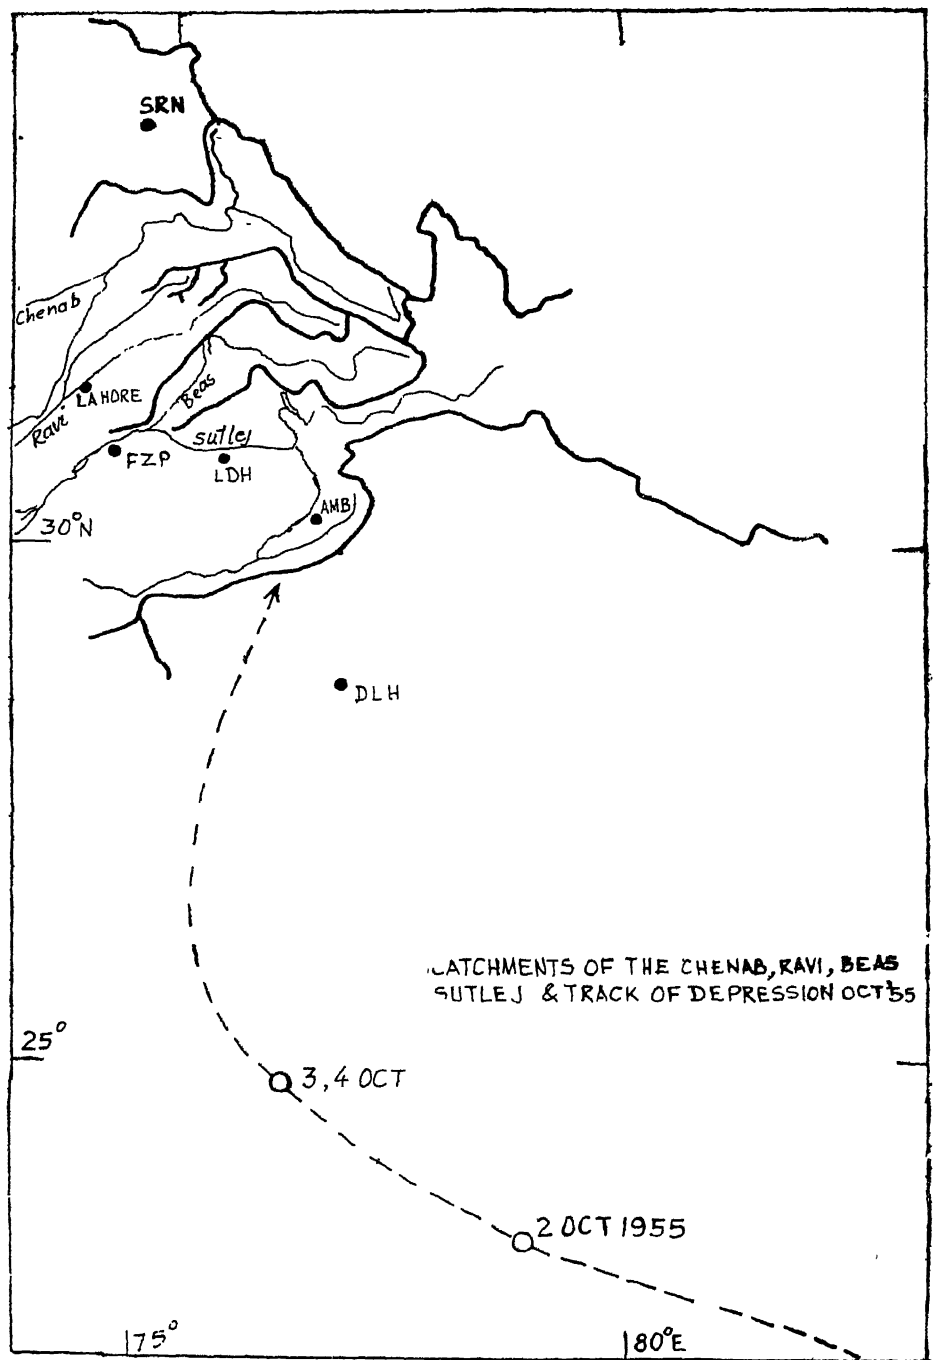 SRN
Chenab
LAHORE
Ravi
Beas
Sutlej
FZP
LDH
AMB
30°N
DLH
CATCHMENTS OF THE CHENAB, RAVI, BEAS
SUTLEJ & TRACK OF DEPRESSION OCT'55
25°
3,4 OCT
2 OCT 1955
75°
80°E